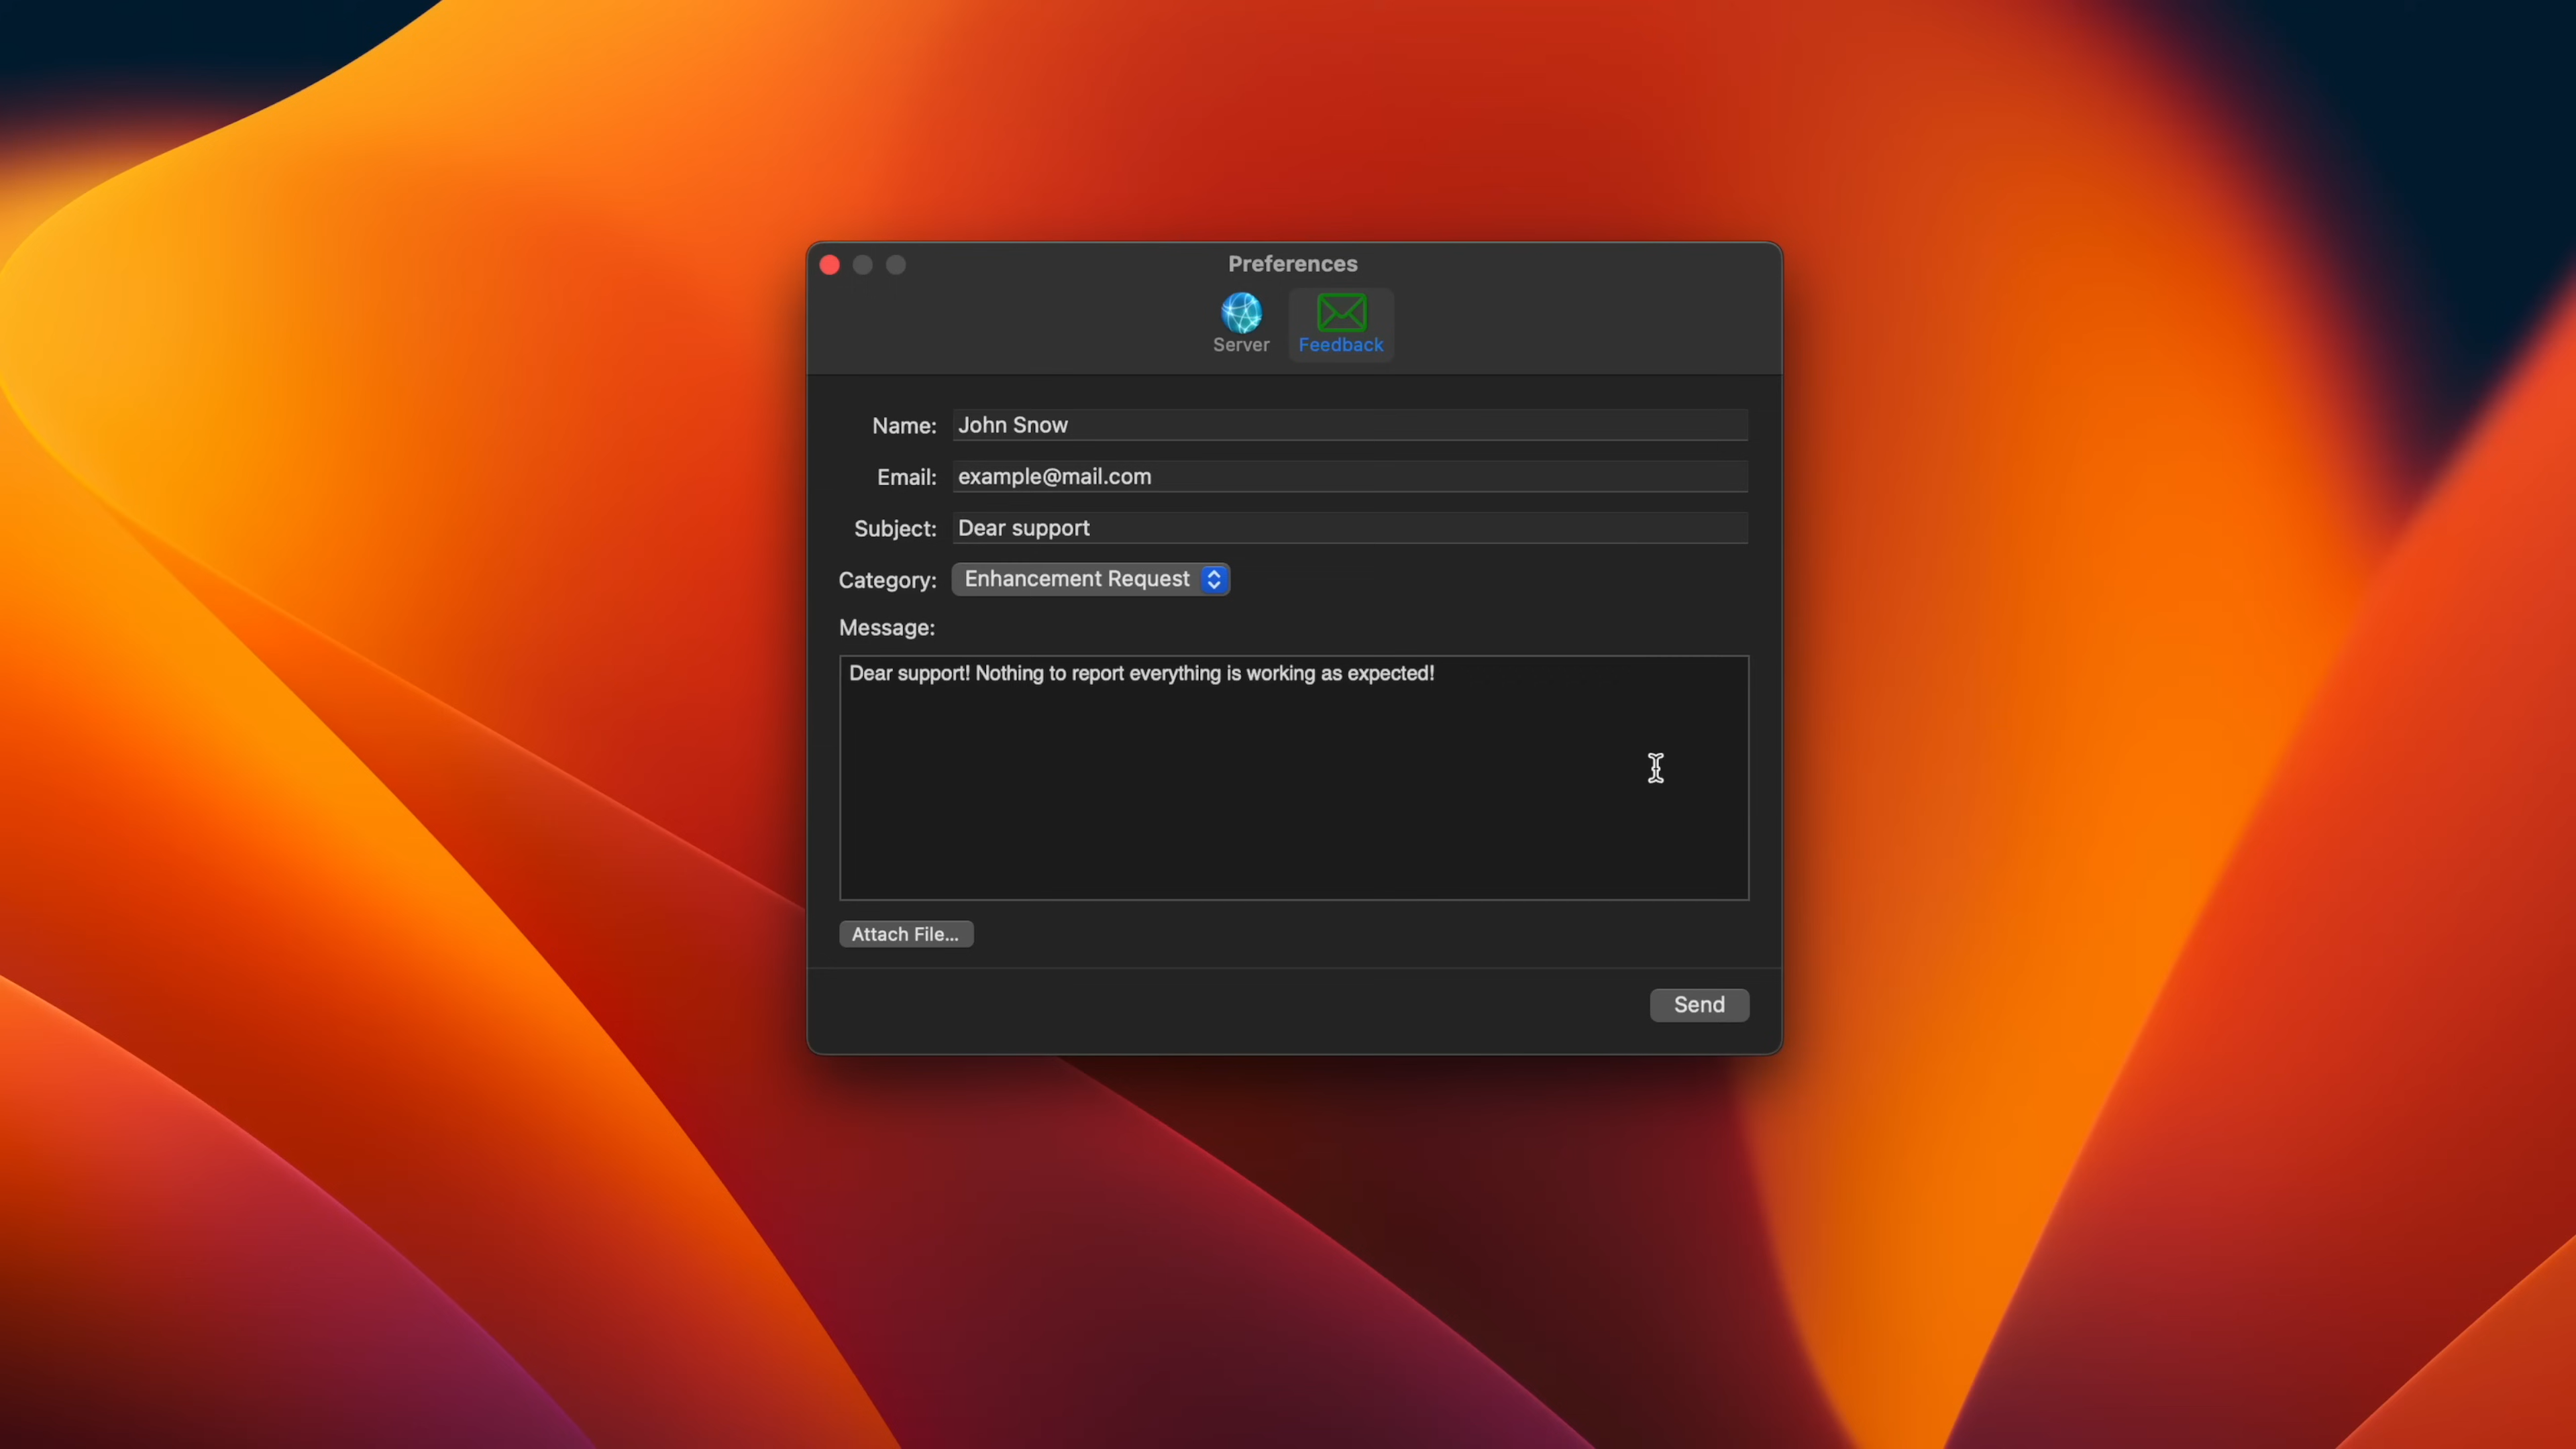 Preferences
Server
Feedback
Name: John Snow
Email: example@mail.com
Subject: Dear support
Category: Enhancement Request
Message:
Dear support! Nothing to report everything is working as expected!
Attach File...
Send